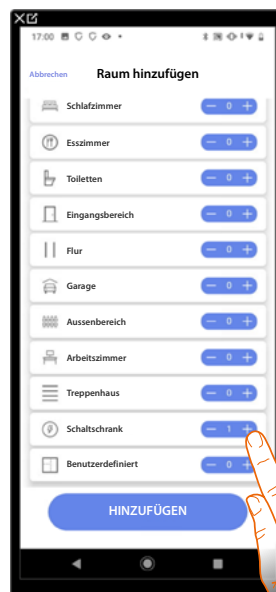 17:00
Abbrechen Raum hinzufügen
Schlafzimmer − 0 +
Esszimmer − 0 +
Toiletten − 0 +
Eingangsbereich − 0 +
Flur − 0 +
Garage − 0 +
Aussenbereich − 0 +
Arbeitszimmer − 0 +
Treppenhaus − 0 +
Schaltschrank − 1 +
Benutzerdefiniert − 0 +
HINZUFÜGEN